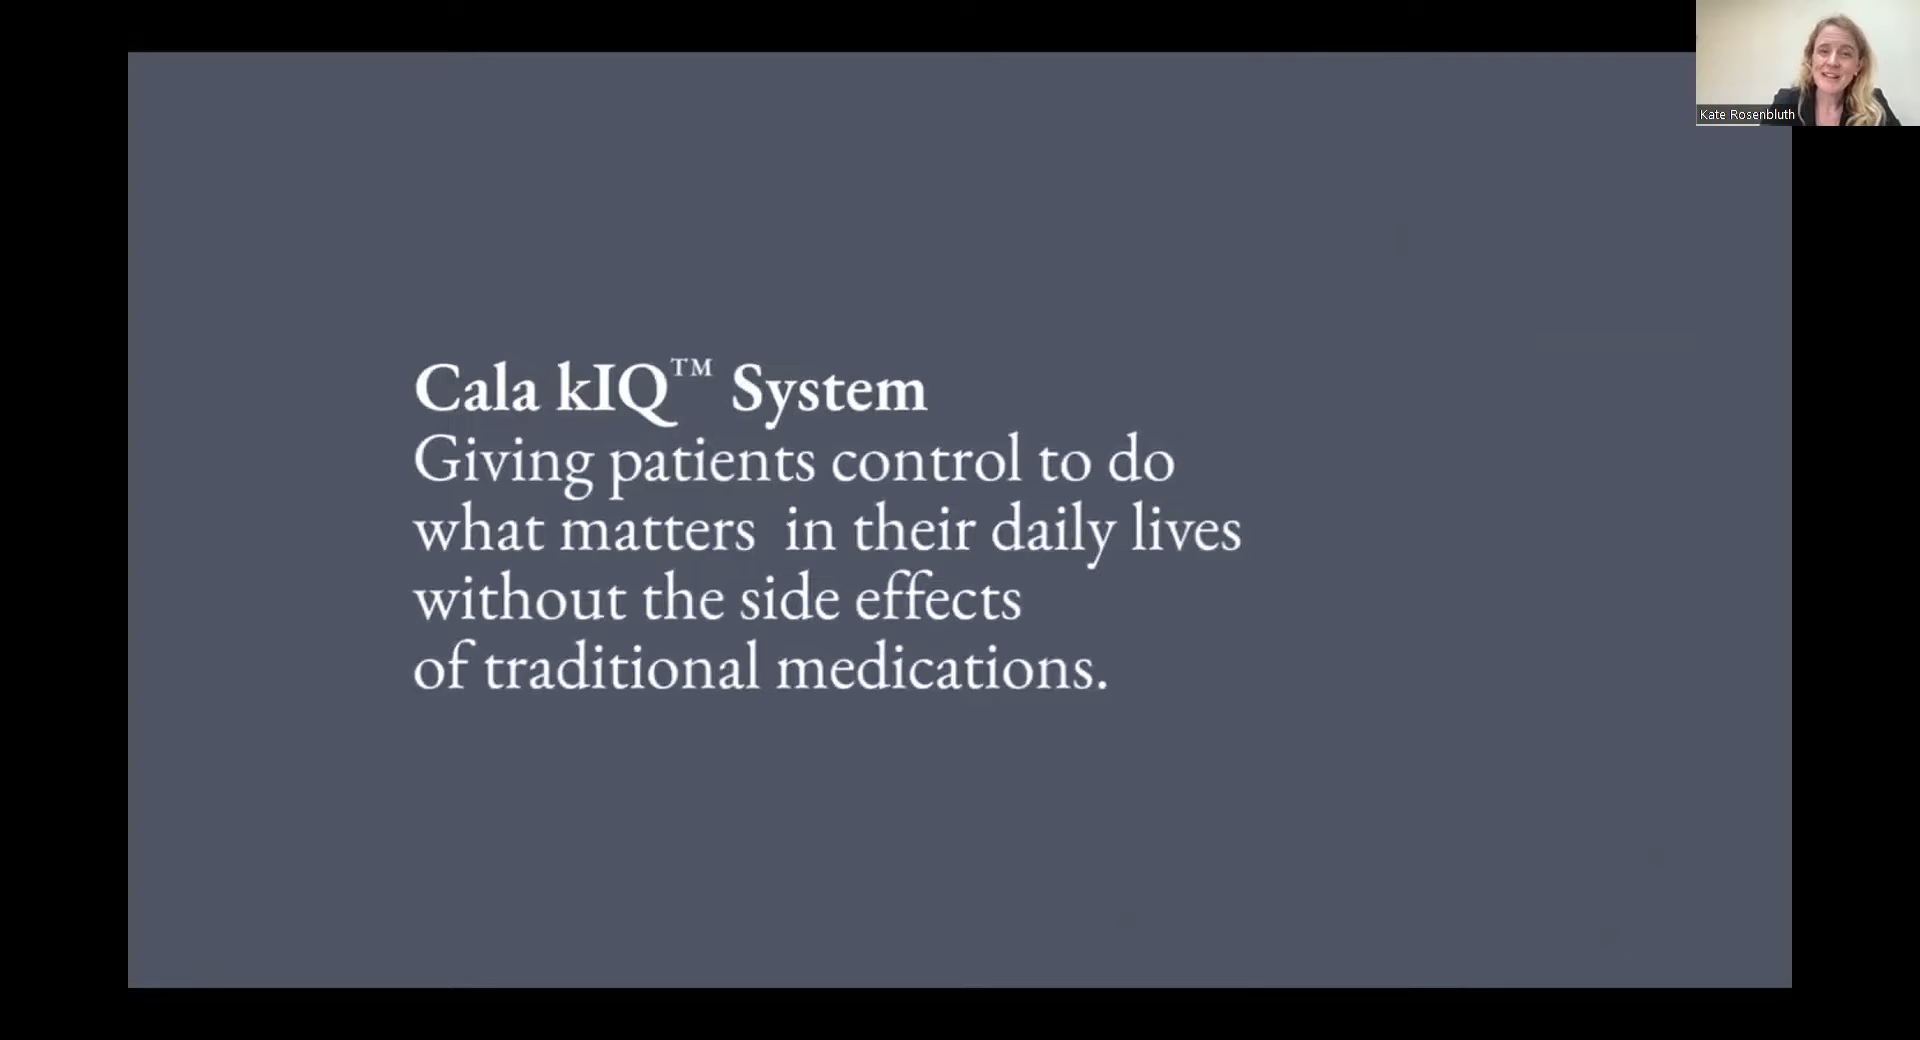 Kate Rosenbluth
Cala kIQ™ System
Giving patients control to do
what matters  in their daily lives
without the side effects
of traditional medications.